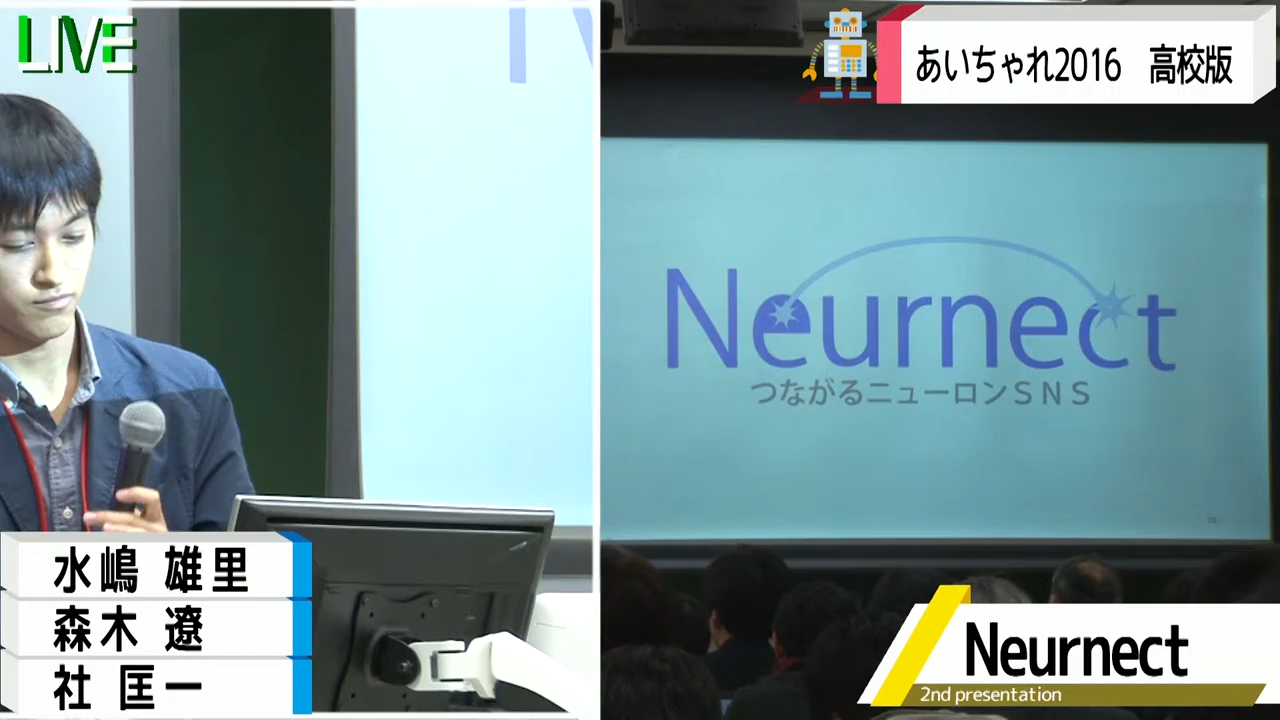 LIVE
あいちゃれ2016 高校版
Neurnect
つながるニューロンSNS
水嶋 雄里
森木 遼
社 匡一
Neurnect
2nd presentation